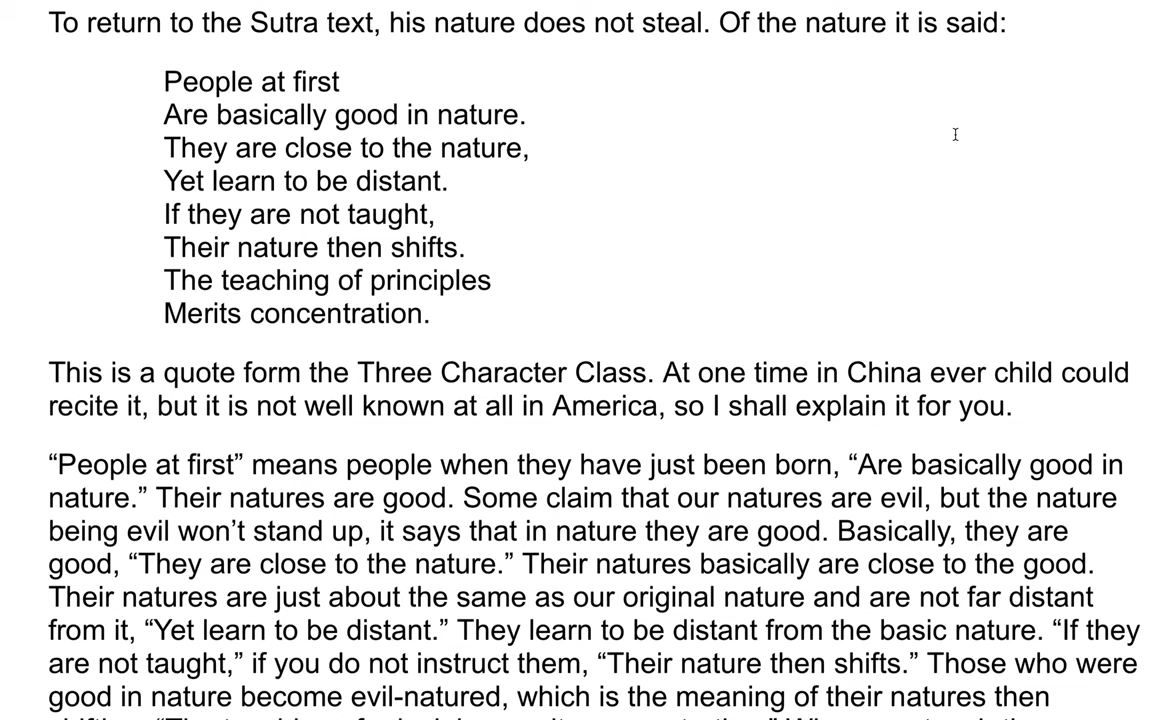 To return to the Sutra text, his nature does not steal. Of the nature it is said:
People at first
Are basically good in nature.
They are close to the nature,
Yet learn to be distant.
If they are not taught,
Their nature then shifts.
The teaching of principles
Merits concentration.
This is a quote form the Three Character Class. At one time in China ever child could
recite it, but it is not well known at all in America, so I shall explain it for you.
“People at first” means people when they have just been born, “Are basically good in
nature.” Their natures are good. Some claim that our natures are evil, but the nature
being evil won’t stand up, it says that in nature they are good. Basically, they are
good, “They are close to the nature.” Their natures basically are close to the good.
Their natures are just about the same as our original nature and are not far distant
from it, “Yet learn to be distant.” They learn to be distant from the basic nature. “If they
are not taught,” if you do not instruct them, “Their nature then shifts.” Those who were
good in nature become evil-natured, which is the meaning of their natures then